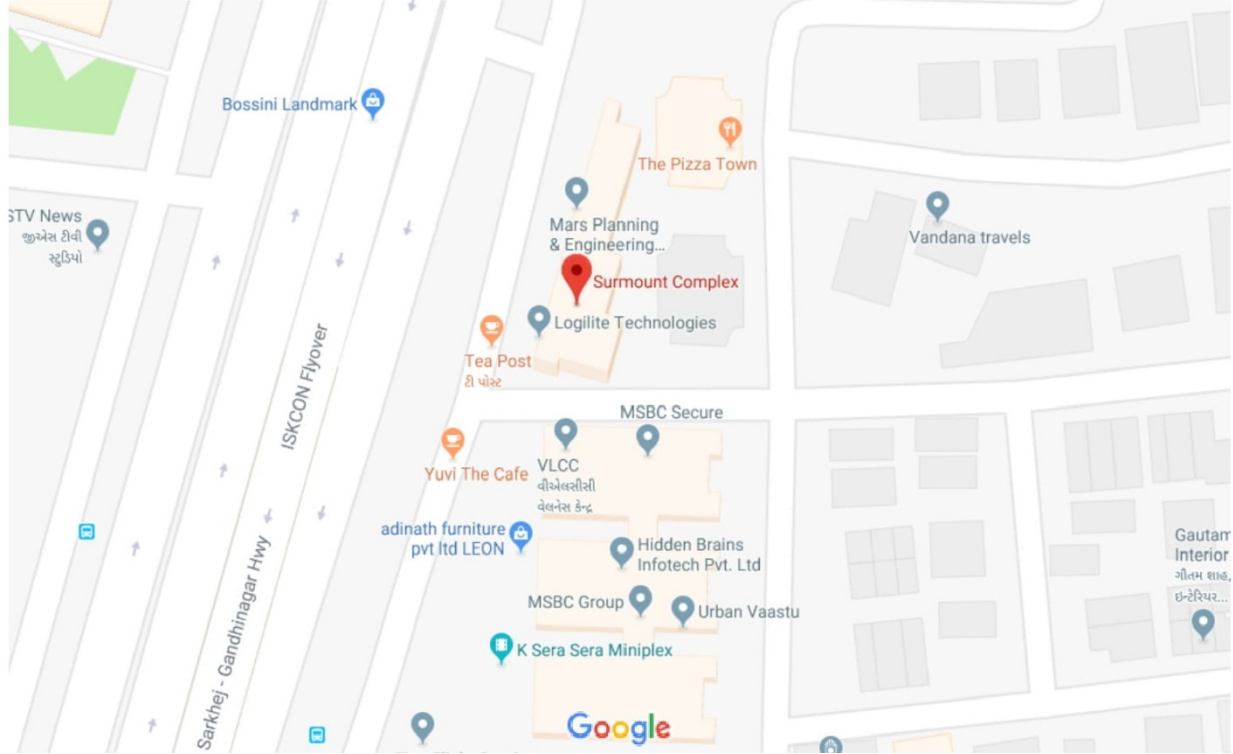 Bossini Landmark
The Pizza Town
STV News
જીએસ ટીવી
સ્ટુડિયો
Mars Planning
& Engineering...
Vandana travels
Surmount Complex
Logilite Technologies
Tea Post
ટી પોસ્ટ
ISKCON Flyover
MSBC Secure
Yuvi The Cafe
VLCC
વીએલસીસી
વેલનેસ કેન્દ્ર
adinath furniture
pvt ltd LEON
Hidden Brains
Infotech Pvt. Ltd
Gautam
Interior
ગૌતમ શાહ,
ઇન્ટેરિયર...
MSBC Group
Urban Vaastu
K Sera Sera Miniplex
Sarkhej - Gandhinagar Hwy
Google